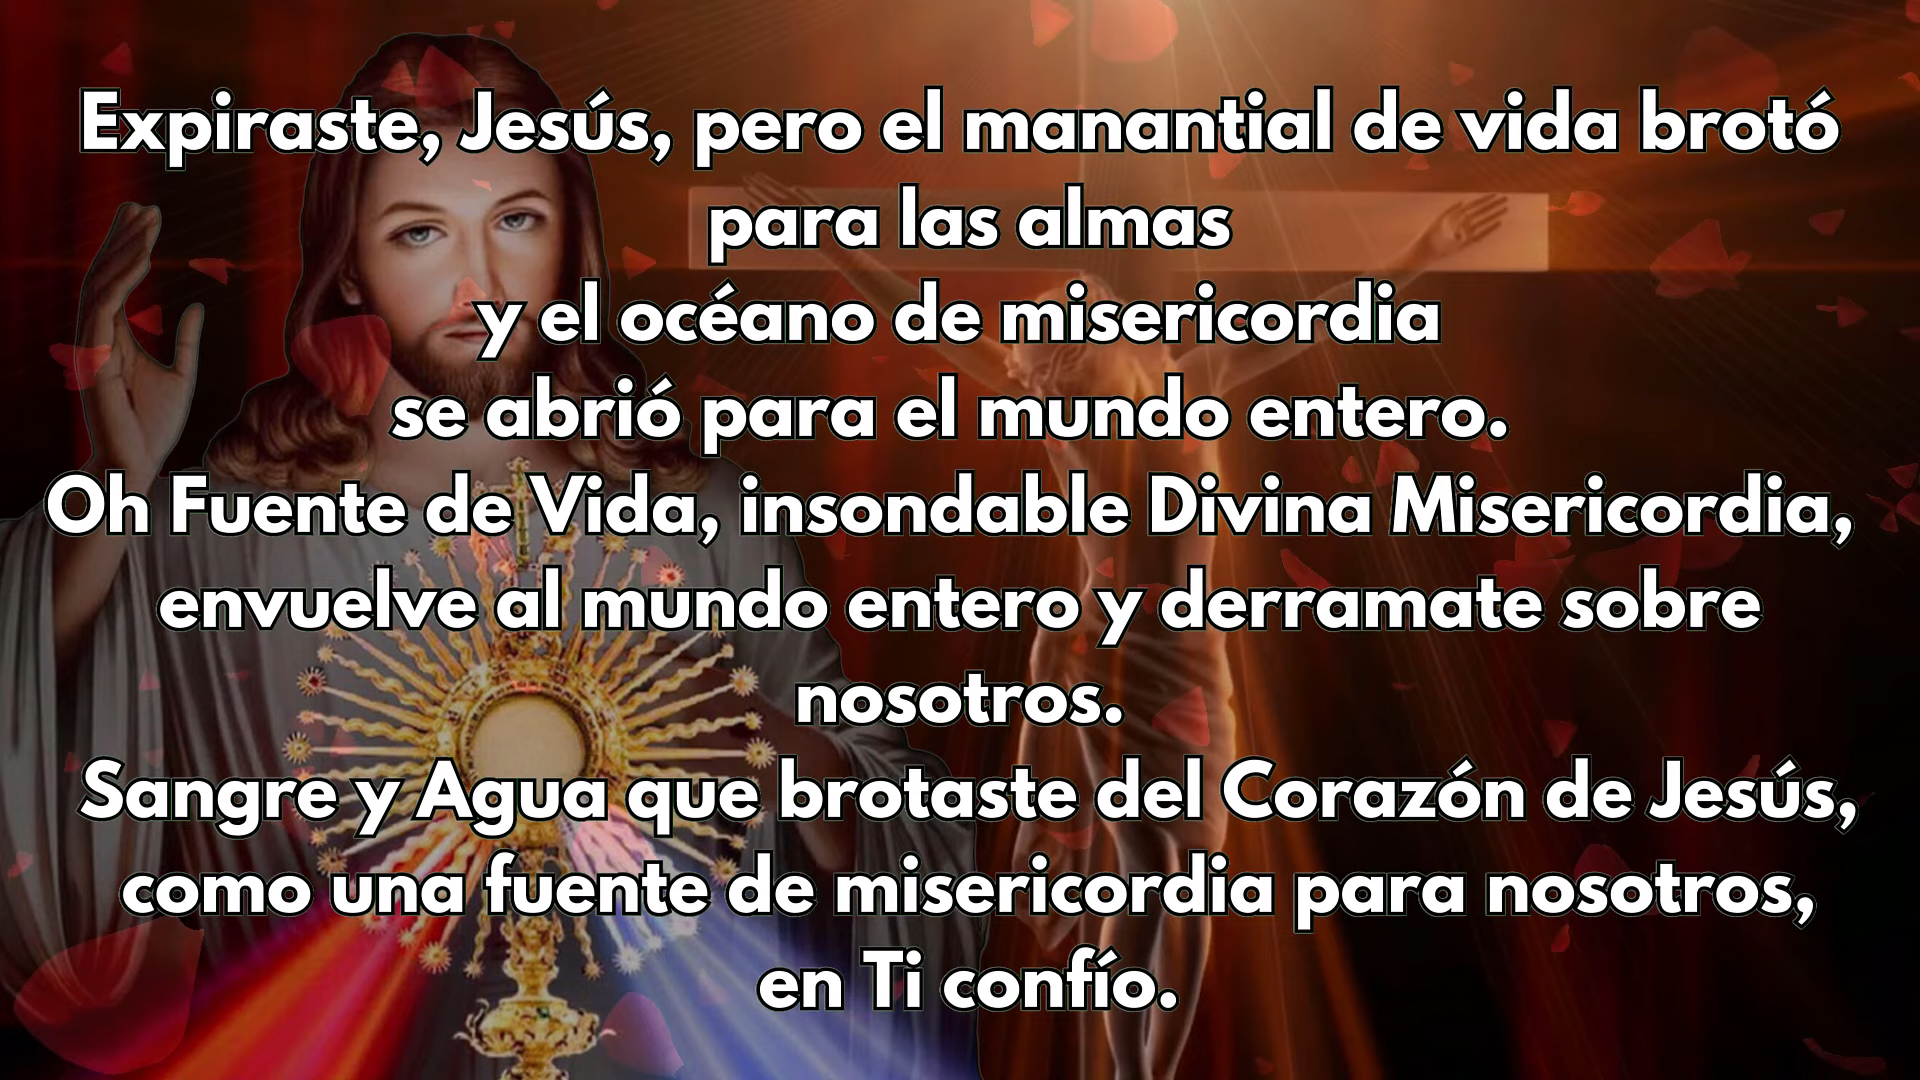 Expiraste, Jesús, pero el manantial de vida brotó
para las almas
y el océano de misericordia
se abrió para el mundo entero.
Oh Fuente de Vida, insondable Divina Misericordia,
envuelve al mundo entero y derramate sobre
nosotros.
Sangre y Agua que brotaste del Corazón de Jesús,
como una fuente de misericordia para nosotros,
en Ti confío.